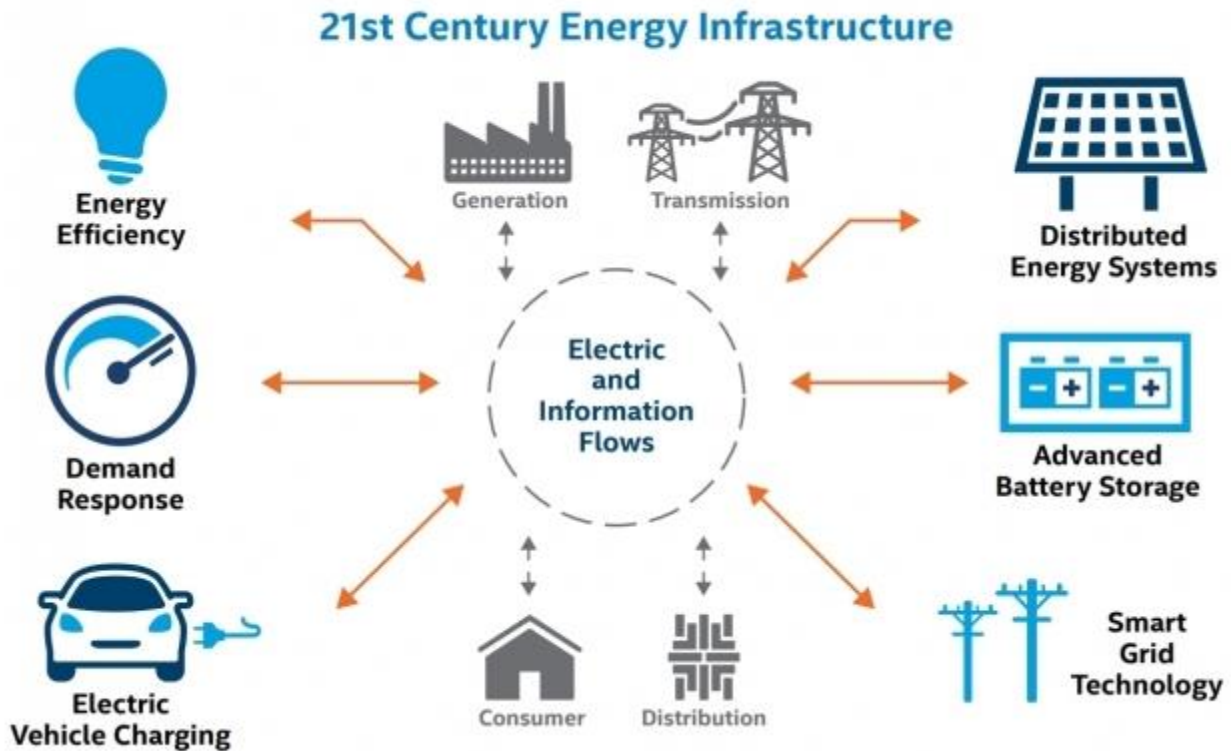 21st Century Energy Infrastructure
Generation
Transmission
Energy
Efficiency
Distributed
Energy Systems
Electric
and
Information
Flows
Demand
Response
Advanced
Battery Storage
Electric
Vehicle Charging
Consumer
Distribution
Smart
Grid
Technology